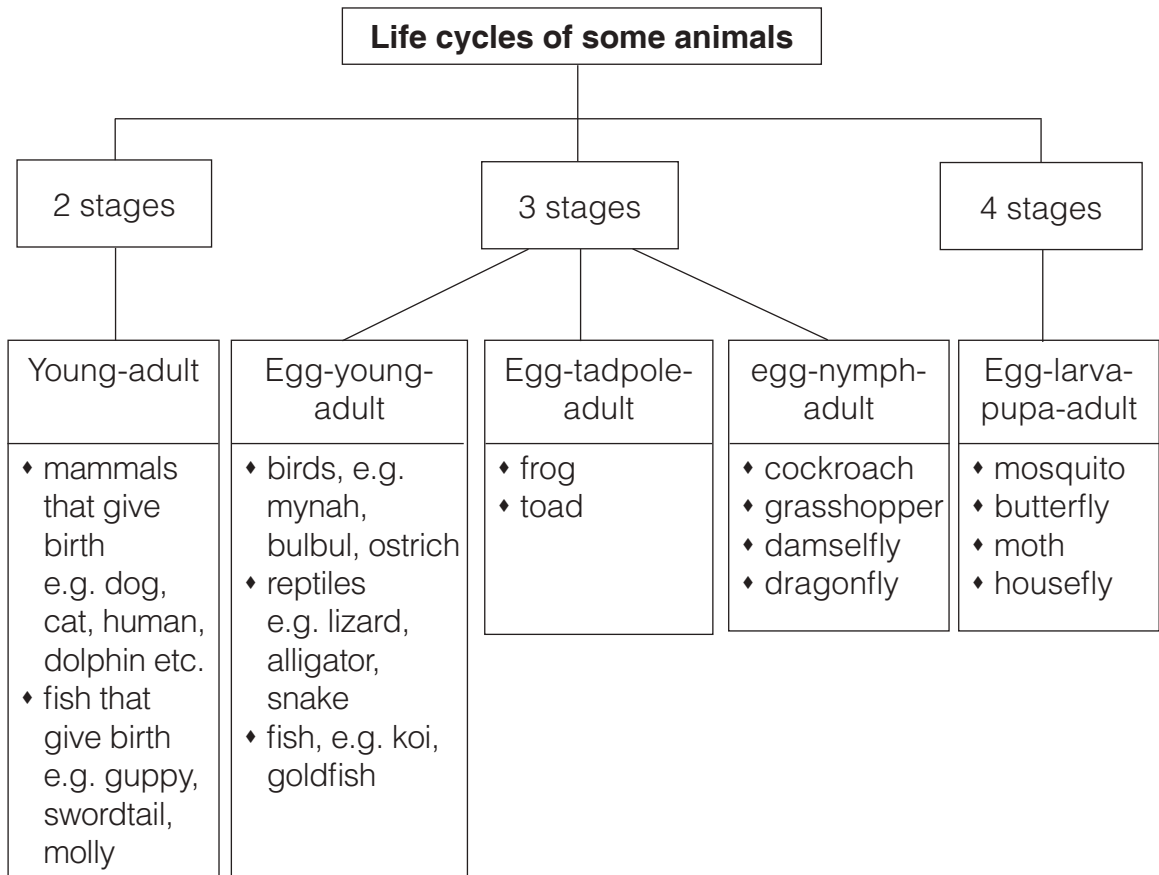 Life cycles of some animals
2 stages
3 stages
4 stages
Young-adult
♦ mammals
that give
birth
e.g. dog,
cat, human,
dolphin etc.
♦ fish that
give birth
e.g. guppy,
swordtail,
molly
Egg-young-
adult
♦ birds, e.g.
mynah,
bulbul, ostrich
♦ reptiles
e.g. lizard,
alligator,
snake
♦ fish, e.g. koi,
goldfish
Egg-tadpole-
adult
♦ frog
♦ toad
egg-nymph-
adult
♦ cockroach
♦ grasshopper
♦ damselfly
♦ dragonfly
Egg-larva-
pupa-adult
♦ mosquito
♦ butterfly
♦ moth
♦ housefly